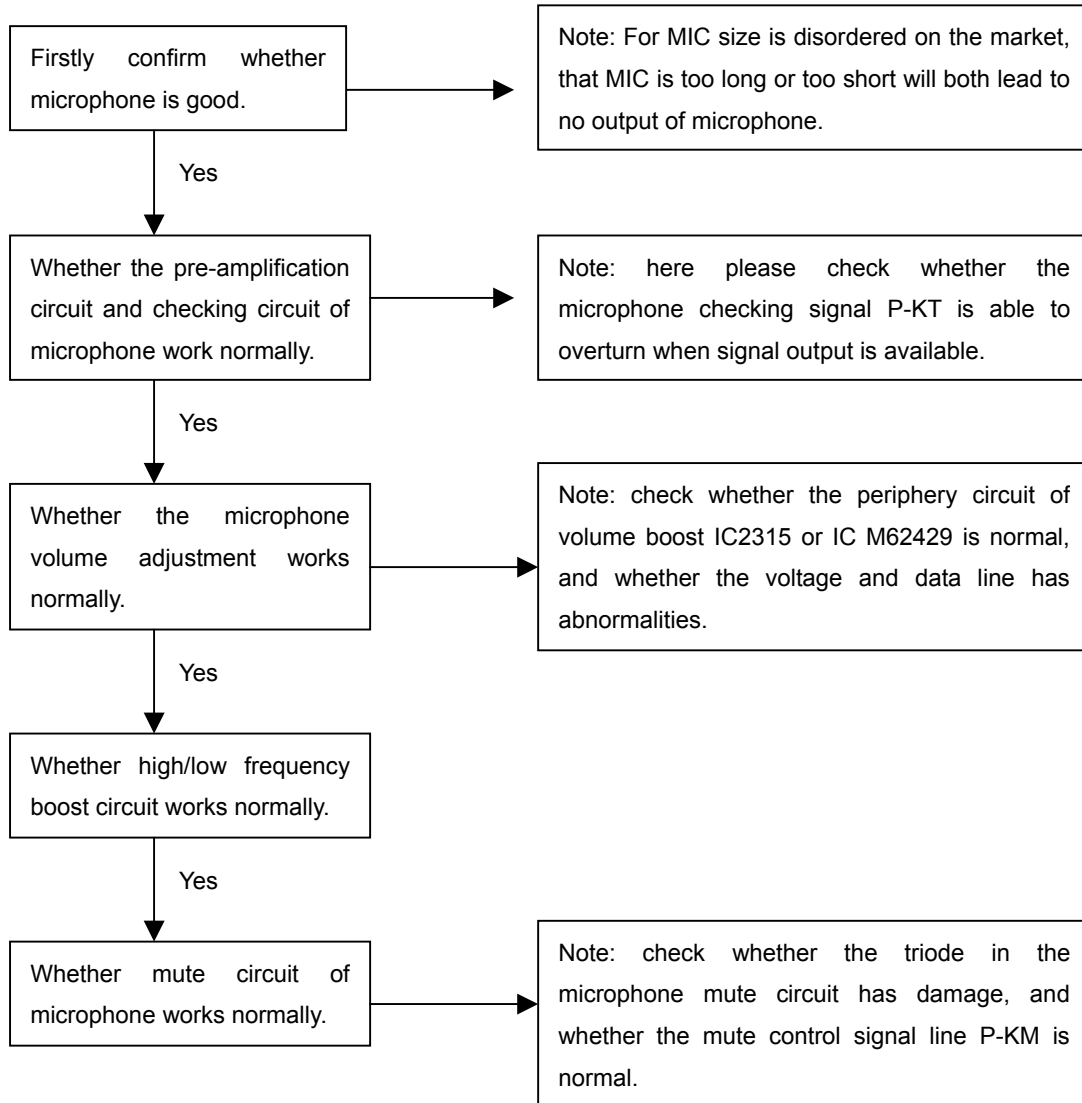 Firstly confirm whether
microphone is good.
Note: For MIC size is disordered on the market,
that MIC is too long or too short will both lead to
no output of microphone.
Yes
Whether the pre-amplification
circuit and checking circuit of
microphone work normally.
Note: here please check whether the
microphone checking signal P-KT is able to
overturn when signal output is available.
Yes
Whether the microphone
volume adjustment works
normally.
Note: check whether the periphery circuit of
volume boost IC2315 or IC M62429 is normal,
and whether the voltage and data line has
abnormalities.
Yes
Whether high/low frequency
boost circuit works normally.
Yes
Whether mute circuit of
microphone works normally.
Note: check whether the triode in the
microphone mute circuit has damage, and
whether the mute control signal line P-KM is
normal.